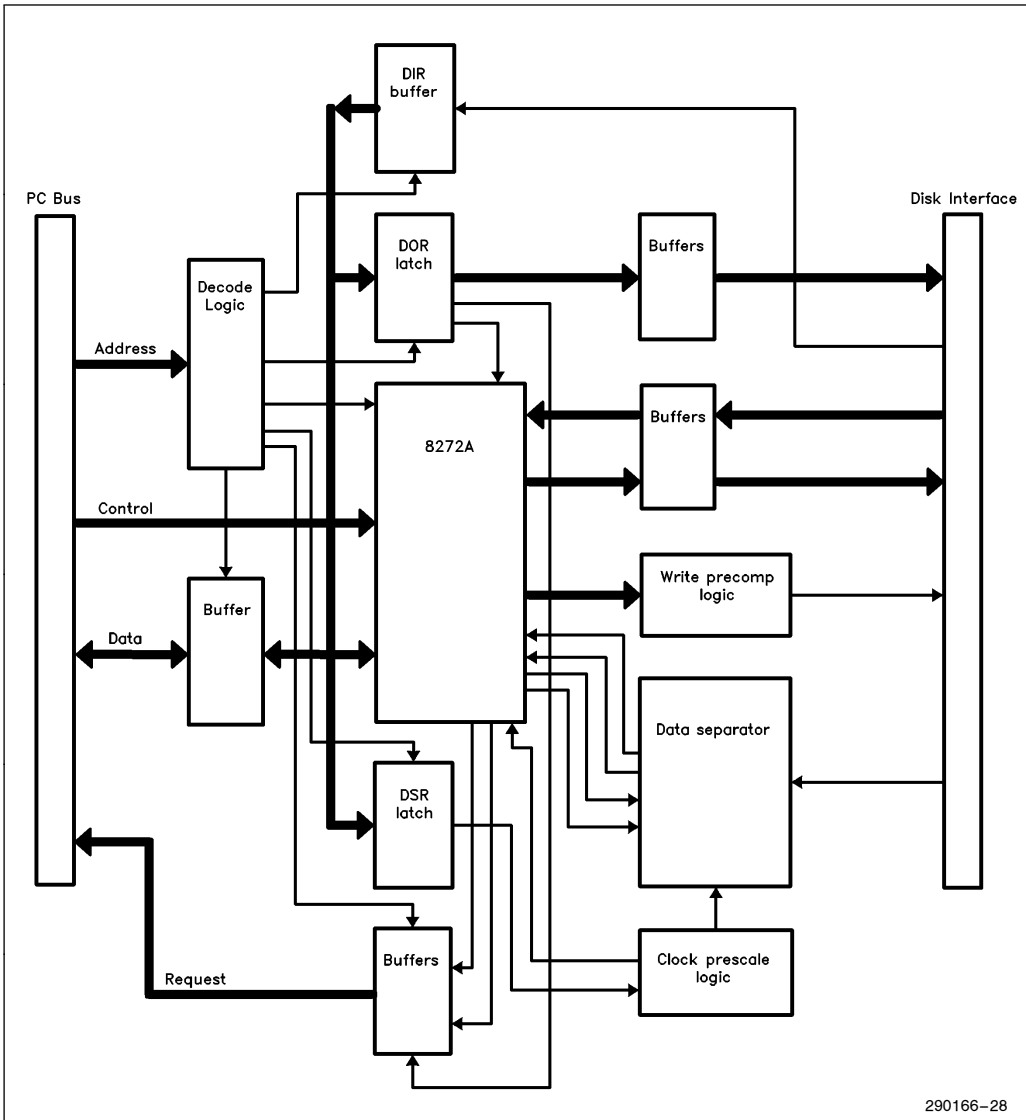 DIR
buffer
PC Bus
Disk Interface
DOR
latch
Buffers
Decode
Logic
Address
Buffers
8272A
Control
Write precomp
logic
Buffer
Data
Data separator
DSR
latch
Buffers
Clock prescale
logic
Request
290166-28